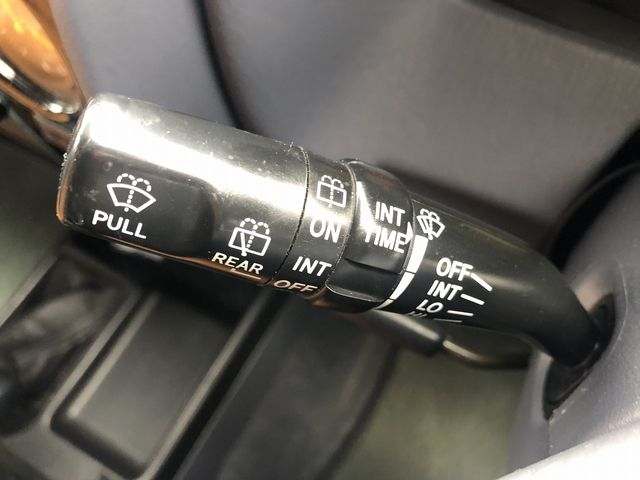 PULL
REAR
ON
INT
OFF
INT
TIME
OFF
INT
LO